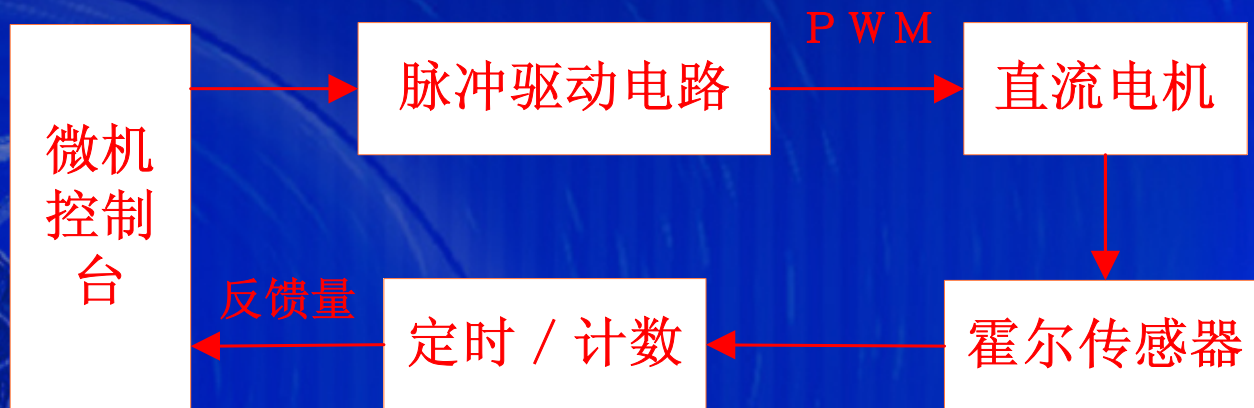 ＰＷＭ
脉冲驱动电路
直流电机
微机
控制
台
反馈量
定时／计数
霍尔传感器